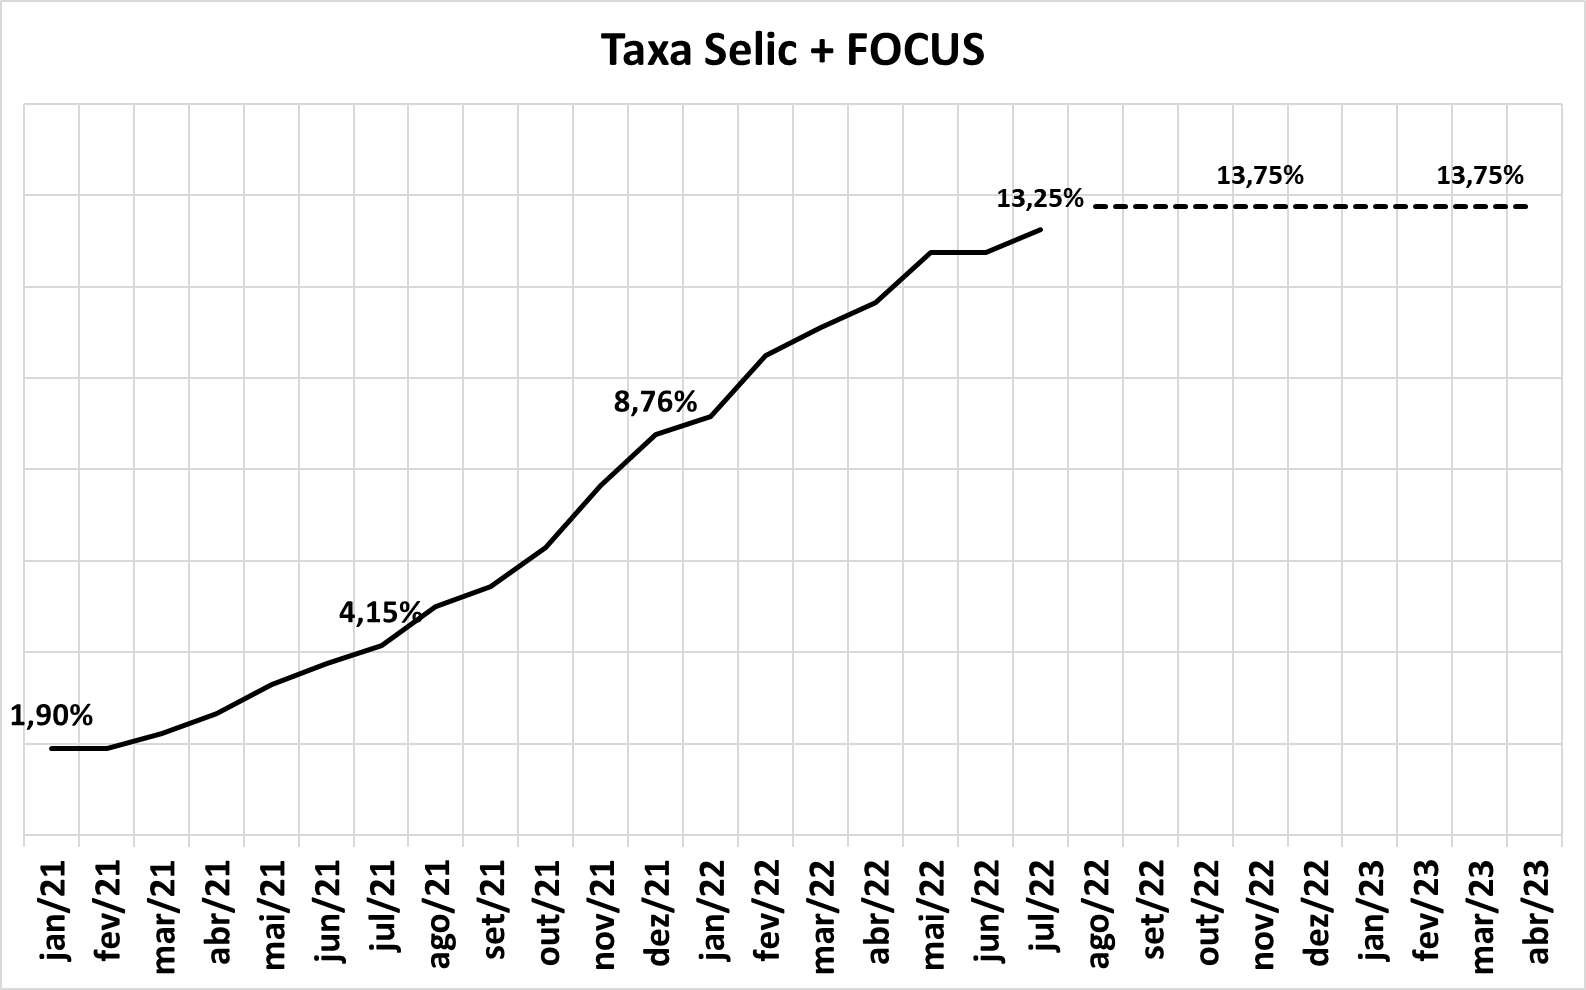 Taxa Selic + FOCUS
13,75%
13,75%
13,25%
8,76%
4,15%
1,90%
jan/21
fev/21
mar/21
abr/21
mai/21
jun/21
jul/21
ago/21
set/21
out/21
nov/21
dez/21
jan/22
fev/22
mar/22
abr/22
mai/22
jun/22
jul/22
ago/22
set/22
out/22
nov/22
dez/22
jan/23
fev/23
mar/23
abr/23